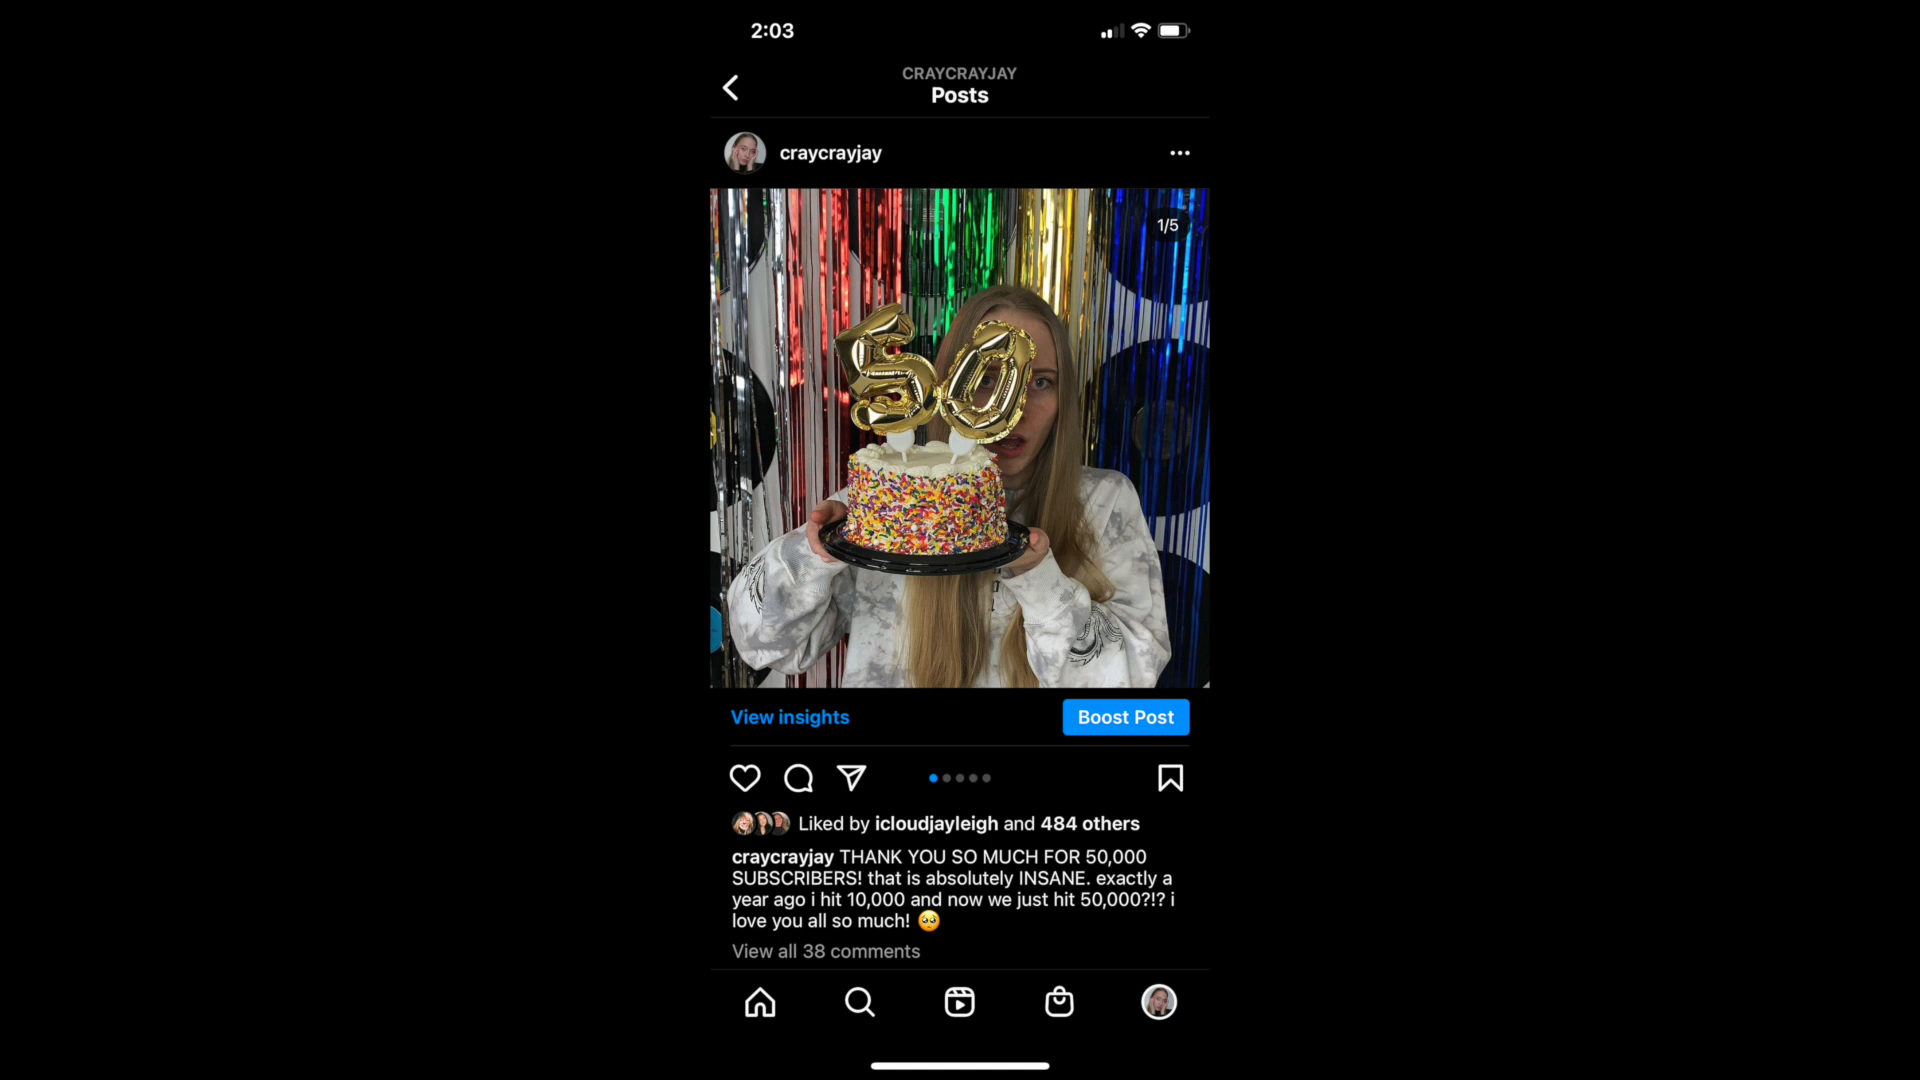 2:03
CRAYCRAYJAY
Posts
craycrayjay
1/5
50
View insights
Boost Post
Liked by icloudjayleigh and 484 others
craycrayjay THANK YOU SO MUCH FOR 50,000
SUBSCRIBERS! that is absolutely INSANE. exactly a
year ago i hit 10,000 and now we just hit 50,000?!? i
love you all so much! 🥺
View all 38 comments